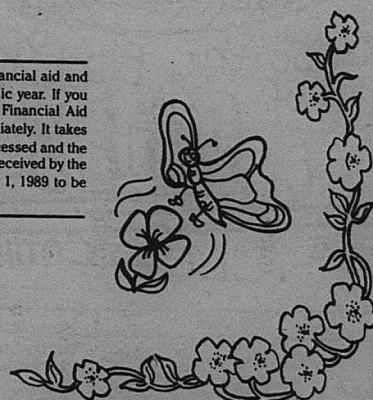 ancial aid and
ic year. If you
Financial Aid
iately. It takes
cessed and the
eceived by the
1, 1989 to be